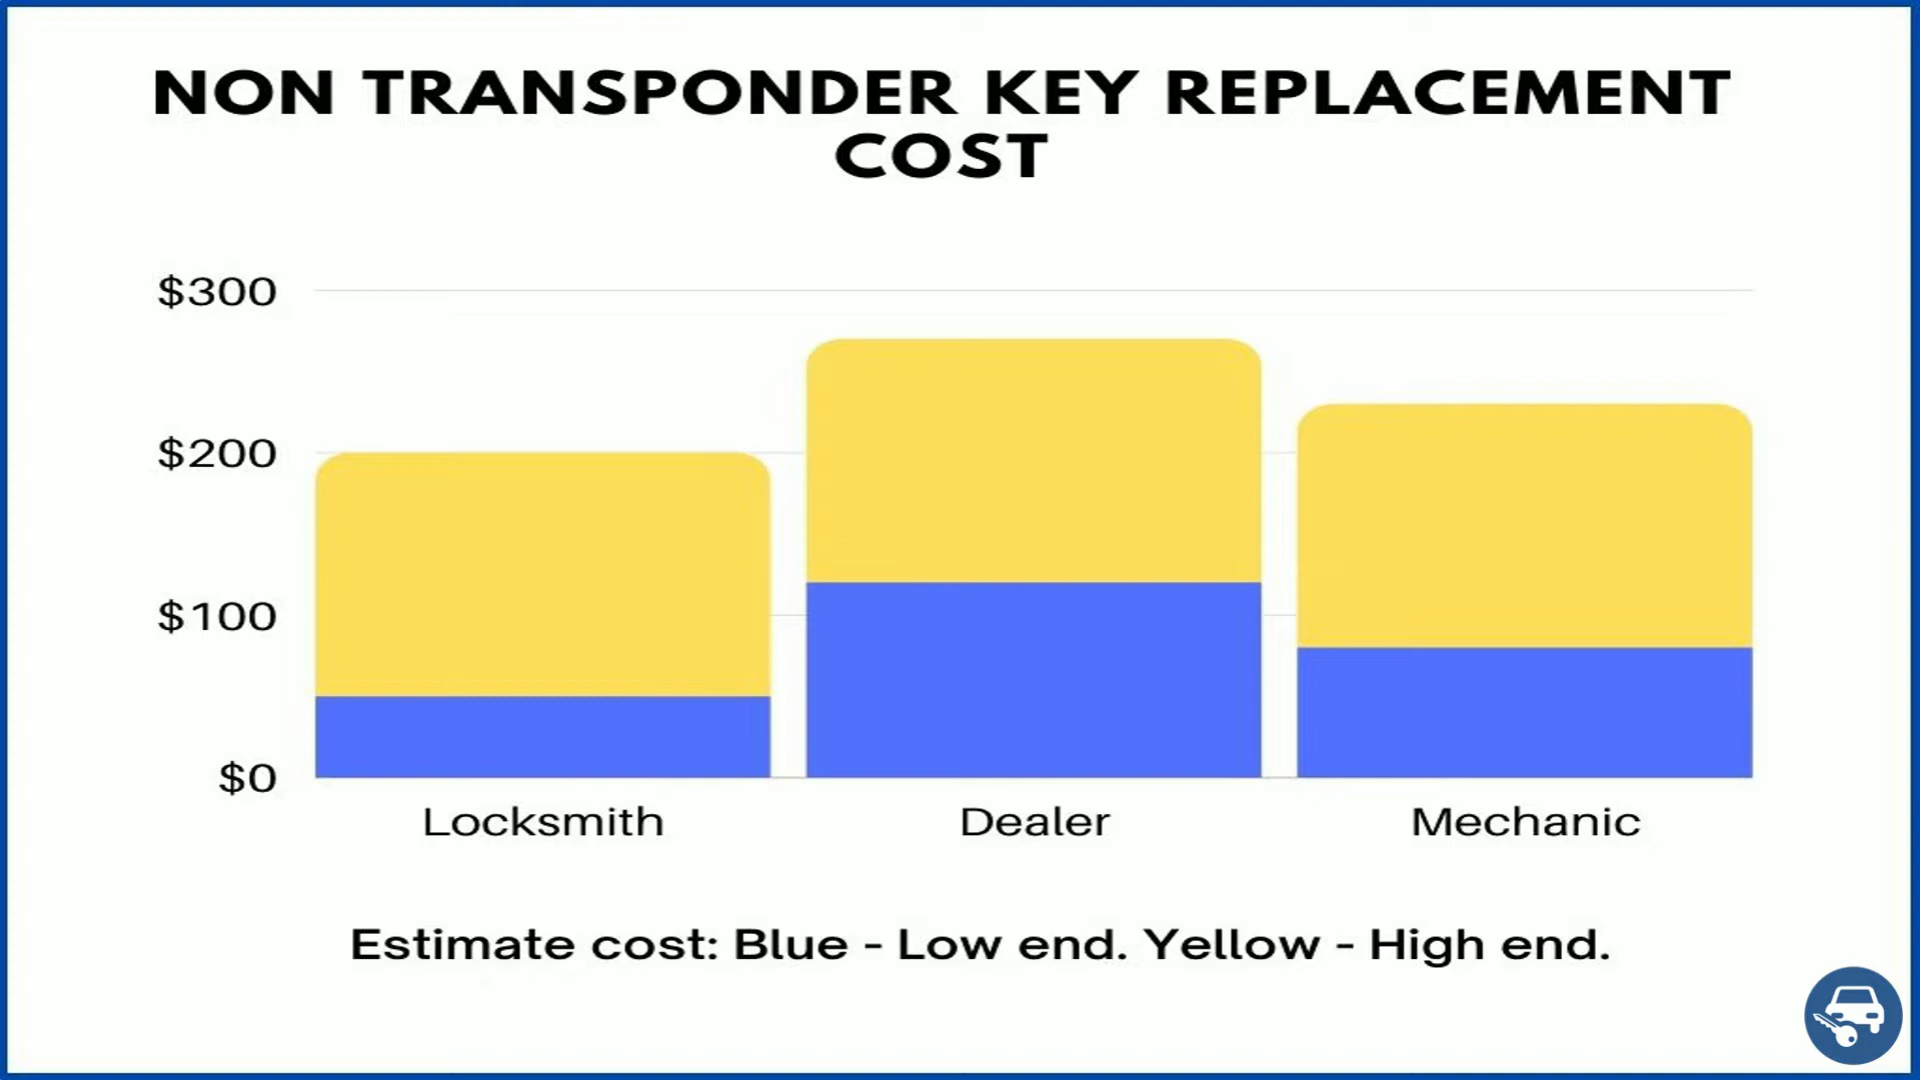 NON TRANSPONDER KEY REPLACEMENT
COST
$300
$200
$100
$0
Locksmith Dealer Mechanic
Estimate cost: Blue - Low end. Yellow - High end.